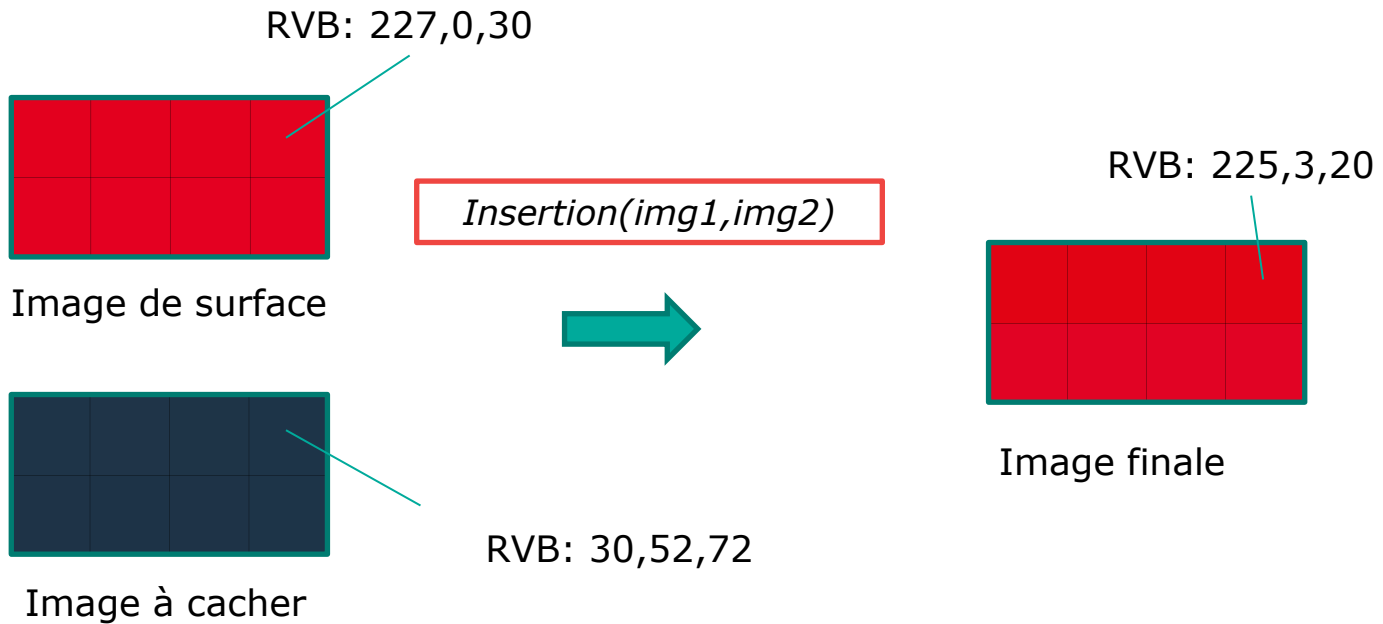 RVB: 227,0,30
Image de surface
Insertion(img1,img2)
RVB: 225,3,20
Image finale
RVB: 30,52,72
Image à cacher